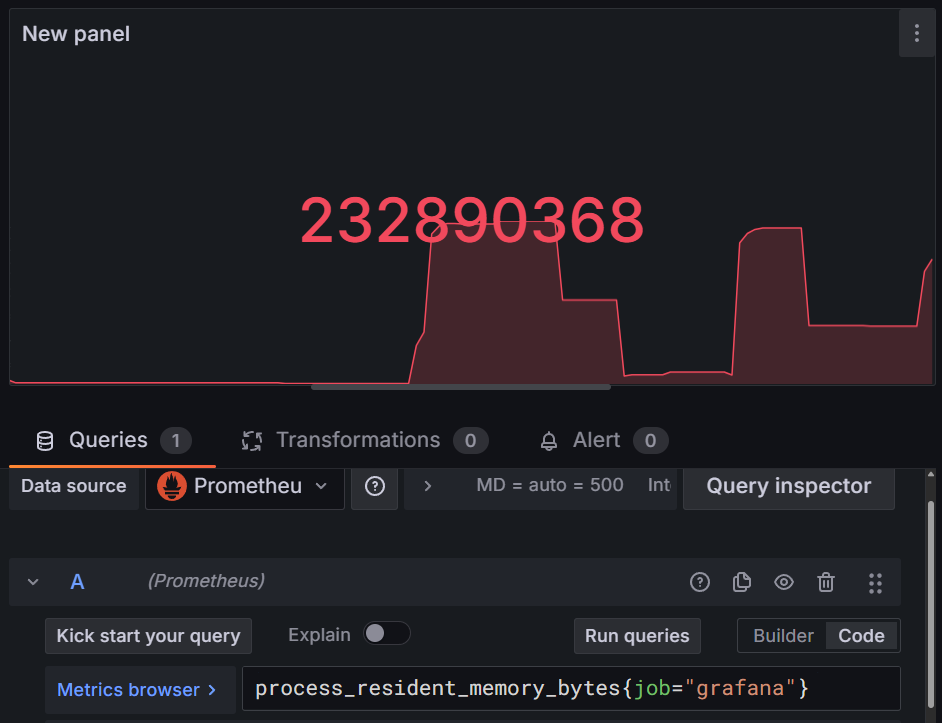 New panel
232890368
Queries 1 Transformations 0 Alert 0
Data source Prometheu MD = auto = 500 Int Query inspector
A (Prometheus)
Kick start your query Explain Run queries Builder Code
Metrics browser > process_resident_memory_bytes{job="grafana"}